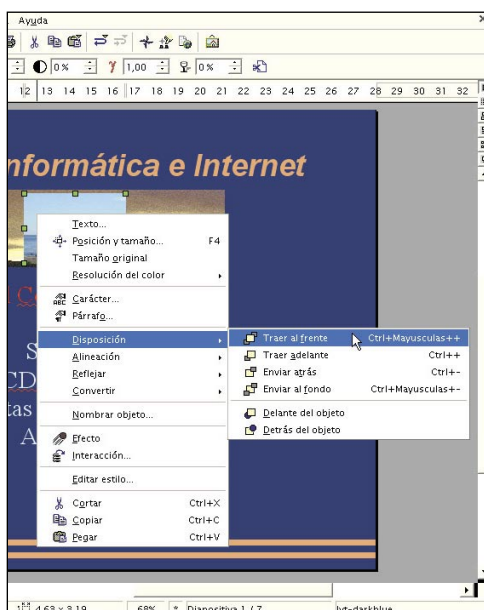 Ayuda
0% 1,00 0%
12 13 14 15 16 17 18 19 20 21 22 23 24 25 26 27 28 29 30 31 32
nformática e Internet
Texto...
Posición y tamaño... F4
Tamaño original
Resolución del color
Carácter...
Párrafo...
Disposición
Alineación
Reflejar
Convertir
Nombrar objeto...
Efecto
Interacción...
Editar estilo...
Cortar Ctrl+X
Copiar Ctrl+C
Pegar Ctrl+V
Traer al frente Ctrl+Mayusculas++
Traer adelante Ctrl++
Enviar atrás Ctrl+-
Enviar al fondo Ctrl+Mayusculas+-
Delante del objeto
Detrás del objeto
C
S
CD
tas
A
4,63 x 3,19 68% * Diapositiva 1 / 7 lyt-darkblue